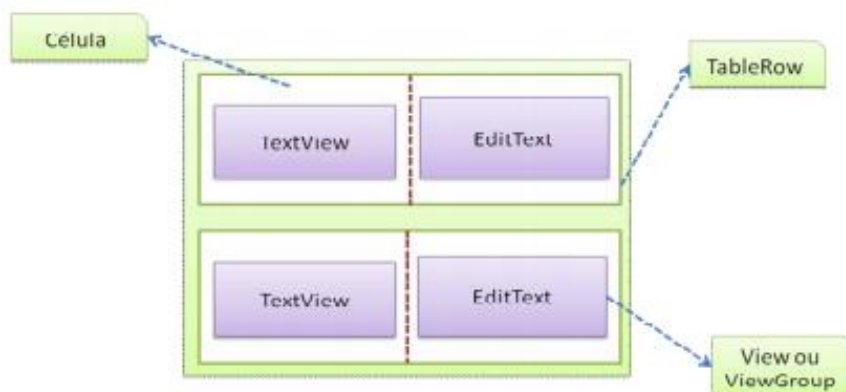 Célula
TableRow
TextView
EditText
TextView
EditText
View ou
ViewGroup